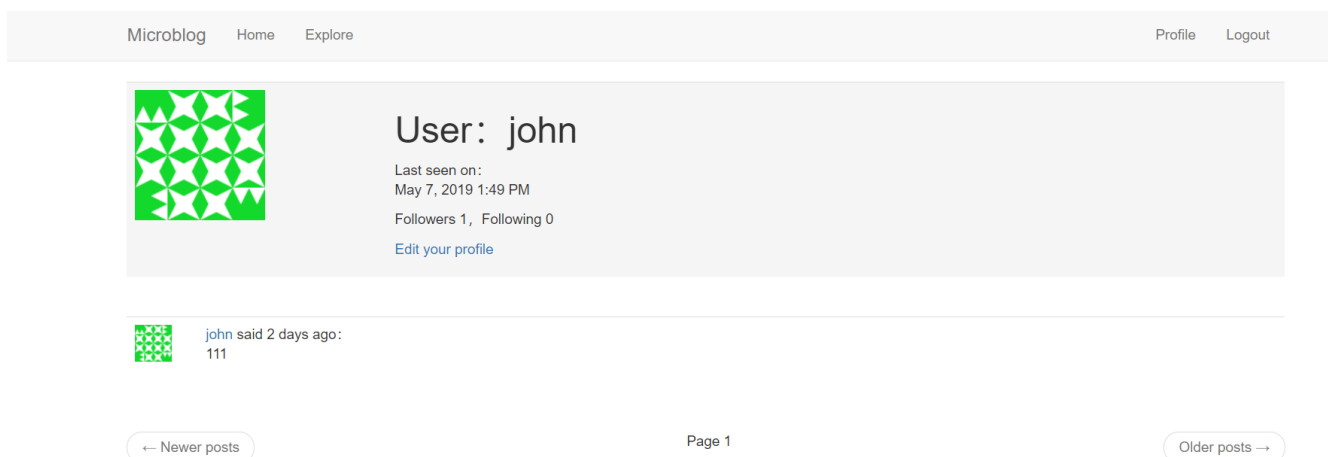 Microblog Home Explore Profile Logout
User：john
Last seen on：
May 7, 2019 1:49 PM
Followers 1，Following 0
Edit your profile
john said 2 days ago：
111
← Newer posts Page 1 Older posts →